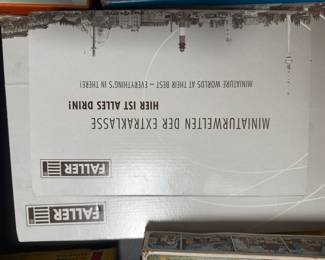 MINIATURWELTEN DER EXTRAKLASSE
HIER IST ALLES DRIN!
MINIATURE WORLDS AT THEIR BEST – EVERYTHING'S IN THERE!
FALLER
FALLER